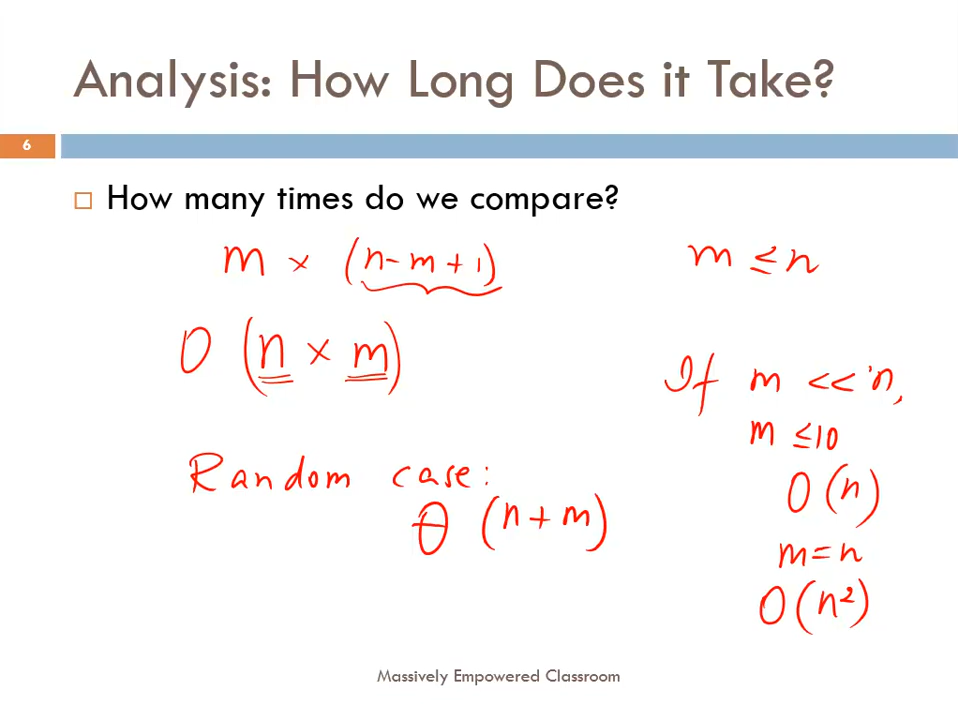 Analysis: How Long Does it Take?
6
How many times do we compare?
m × (n-m+1)
m ≤ n
O (n × m)
If m << n,
m ≤10
O(n)
m=n
O(n²)
Random case:
θ (n+m)
Massively Empowered Classroom